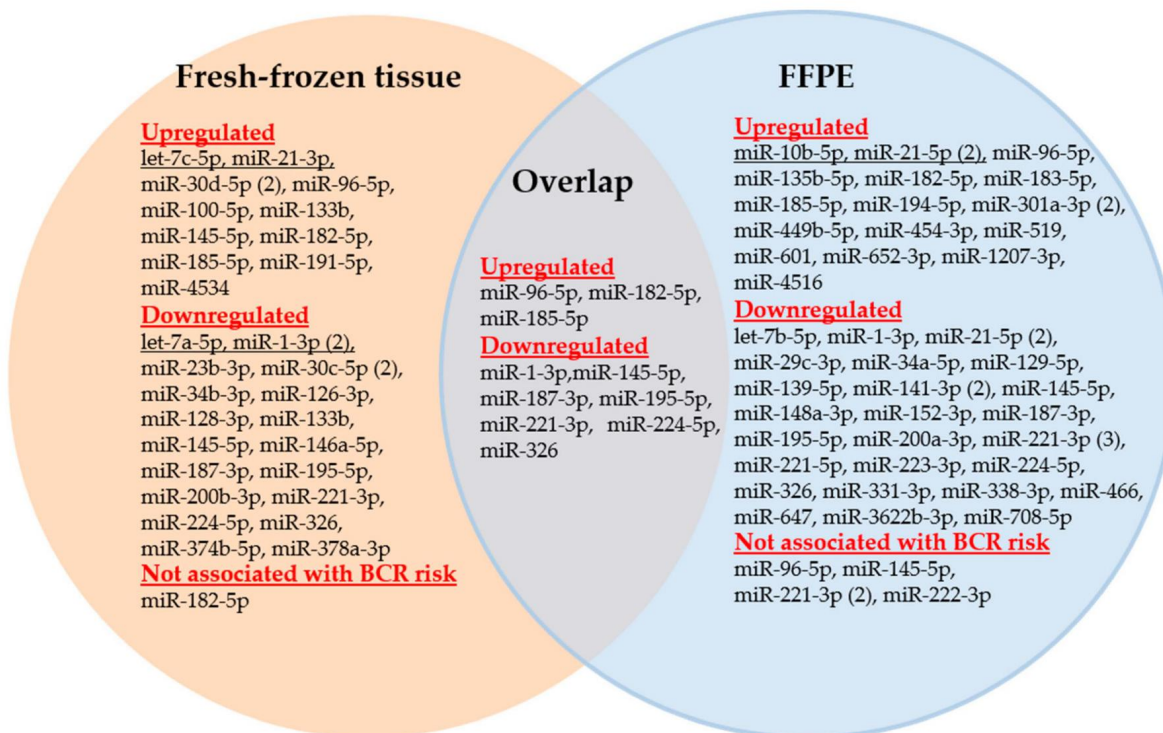 Fresh-frozen tissue
Upregulated
let-7c-5p, miR-21-3p,
miR-30d-5p (2), miR-96-5p,
miR-100-5p, miR-133b,
miR-145-5p, miR-182-5p,
miR-185-5p, miR-191-5p,
miR-4534
Downregulated
let-7a-5p, miR-1-3p (2),
miR-23b-3p, miR-30c-5p (2),
miR-34b-3p, miR-126-3p,
miR-128-3p, miR-133b,
miR-145-5p, miR-146a-5p,
miR-187-3p, miR-195-5p,
miR-200b-3p, miR-221-3p,
miR-224-5p, miR-326,
miR-374b-5p, miR-378a-3p
Not associated with BCR risk
miR-182-5p
Overlap
Upregulated
miR-96-5p, miR-182-5p,
miR-185-5p
Downregulated
miR-1-3p,miR-145-5p,
miR-187-3p, miR-195-5p,
miR-221-3p, miR-224-5p,
miR-326
FFPE
Upregulated
miR-10b-5p, miR-21-5p (2), miR-96-5p,
miR-135b-5p, miR-182-5p, miR-183-5p,
miR-185-5p, miR-194-5p, miR-301a-3p (2),
miR-449b-5p, miR-454-3p, miR-519,
miR-601, miR-652-3p, miR-1207-3p,
miR-4516
Downregulated
let-7b-5p, miR-1-3p, miR-21-5p (2),
miR-29c-3p, miR-34a-5p, miR-129-5p,
miR-139-5p, miR-141-3p (2), miR-145-5p,
miR-148a-3p, miR-152-3p, miR-187-3p,
miR-195-5p, miR-200a-3p, miR-221-3p (3),
miR-221-5p, miR-223-3p, miR-224-5p,
miR-326, miR-331-3p, miR-338-3p, miR-466,
miR-647, miR-3622b-3p, miR-708-5p
Not associated with BCR risk
miR-96-5p, miR-145-5p,
miR-221-3p (2), miR-222-3p